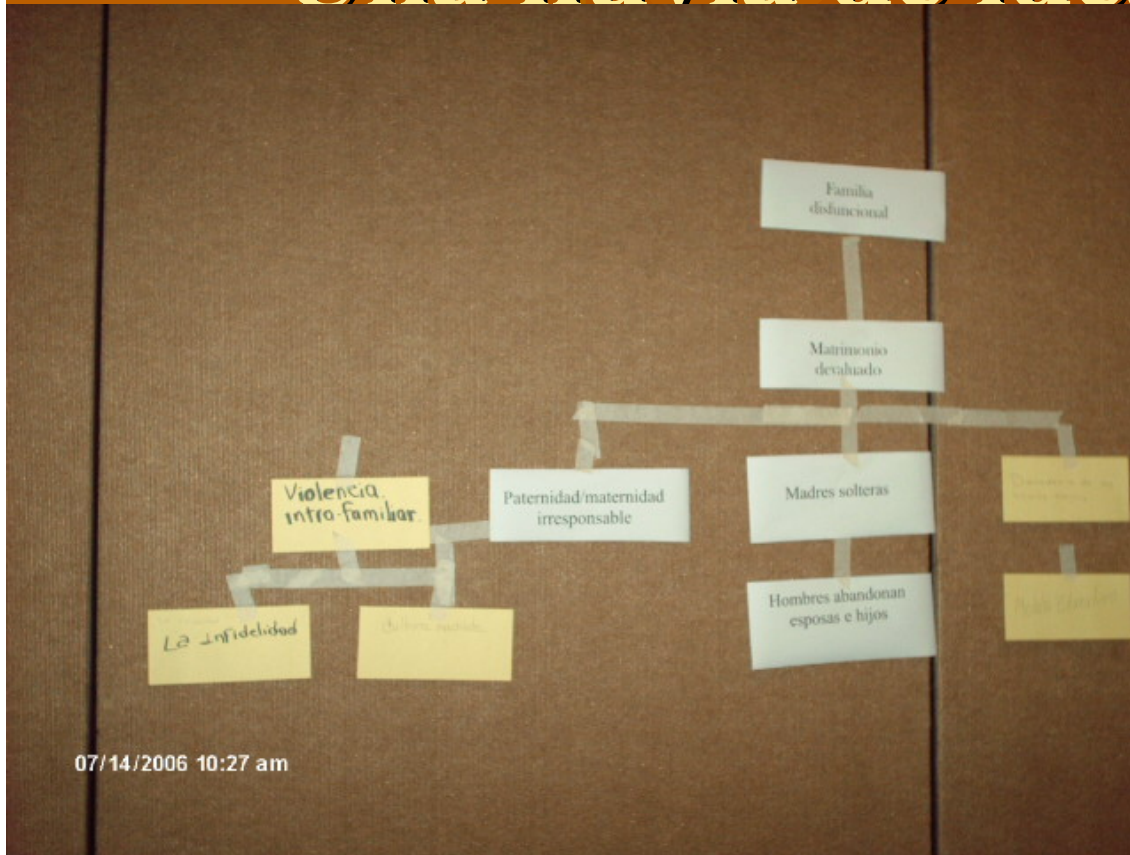 Familia
disfuncional
Matrimonio
devaluado
Violencia
intra-familiar.
Paternidad/maternidad
irresponsable
Madres solteras
Hombres abandonan
esposas e hijos
La infidelidad
07/14/2006 10:27 am